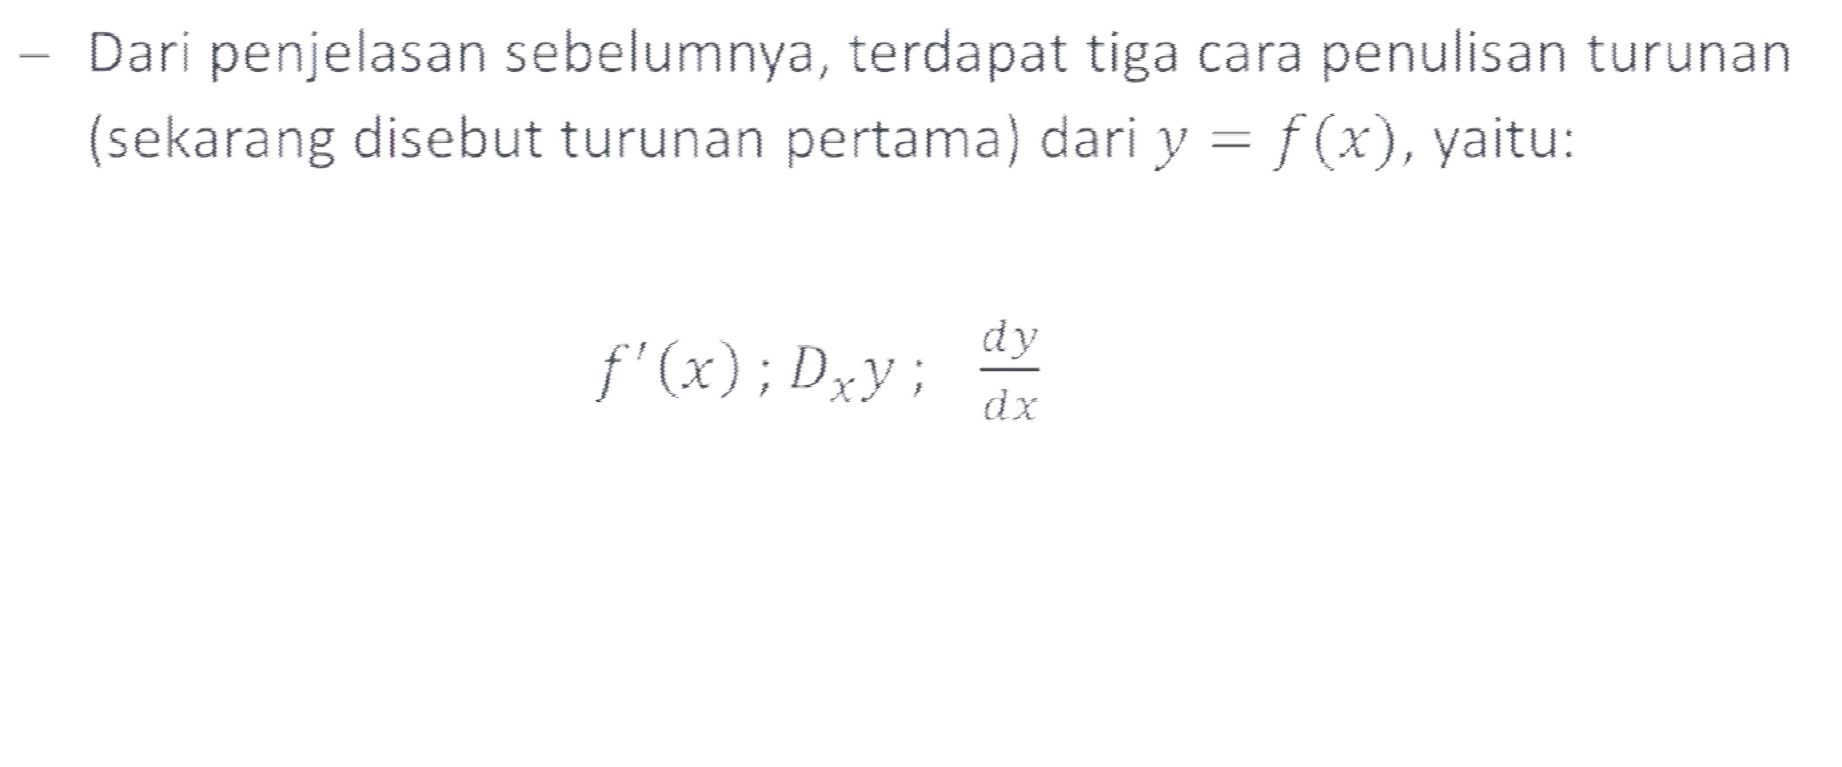 – Dari penjelasan sebelumnya, terdapat tiga cara penulisan turunan
(sekarang disebut turunan pertama) dari y = f(x), yaitu:
f'(x) ; Dₓy ; dy/dx